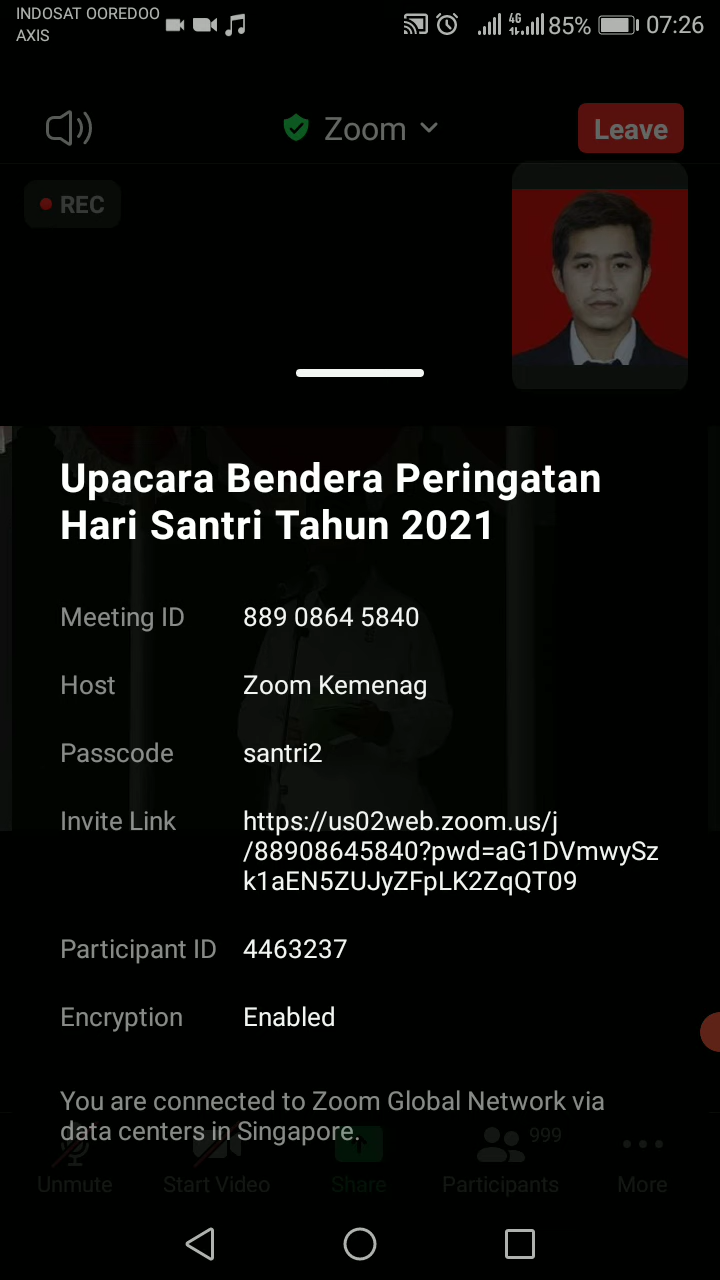 INDOSAT OOREDOO
AXIS
4G
85%
07:26
Zoom
Leave
REC
Upacara Bendera Peringatan
Hari Santri Tahun 2021
Meeting ID 889 0864 5840
Host Zoom Kemenag
Passcode santri2
Invite Link https://us02web.zoom.us/j
/88908645840?pwd=aG1DVmwySz
k1aEN5ZUJyZFpLK2ZqQT09
Participant ID 4463237
Encryption Enabled
You are connected to Zoom Global Network via
data centers in Singapore.
999
Unmute Start Video Share Participants More